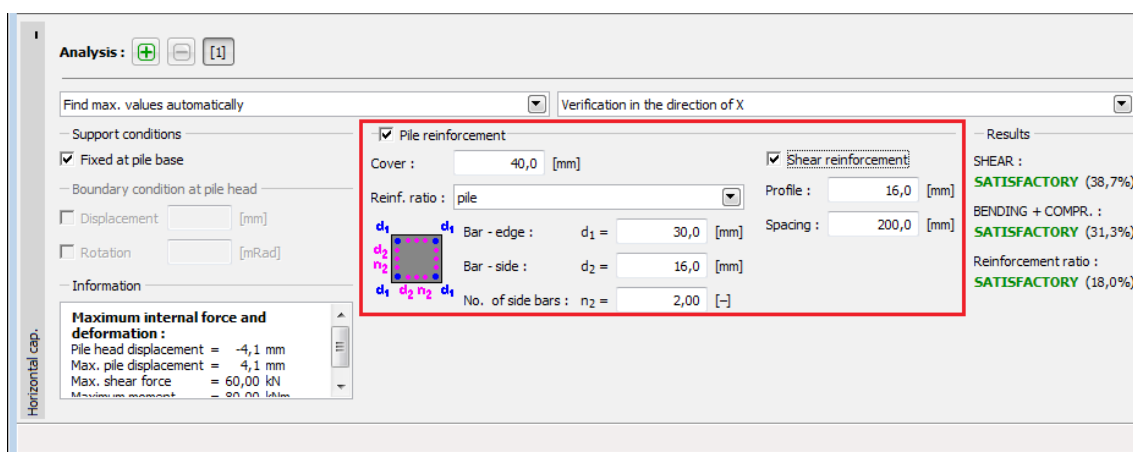 Analysis : [1]
Find max. values automatically
Verification in the direction of X
Support conditions
Fixed at pile base
Boundary condition at pile head
Displacement [mm]
Rotation [mRad]
Information
Maximum internal force and
deformation :
Pile head displacement = -4,1 mm
Max. pile displacement = 4,1 mm
Max. shear force = 60,00 kN
Maximum moment = 80,00 kNm
Pile reinforcement
Cover : 40,0 [mm]
Reinf. ratio : pile
d1 d1
d2
n2
d1 d2 n2 d1
Bar - edge : d1 = 30,0 [mm]
Bar - side : d2 = 16,0 [mm]
No. of side bars : n2 = 2,00 [–]
Shear reinforcement
Profile : 16,0 [mm]
Spacing : 200,0 [mm]
Results
SHEAR :
SATISFACTORY (38,7%)
BENDING + COMPR. :
SATISFACTORY (31,3%)
Reinforcement ratio :
SATISFACTORY (18,0%)
Horizontal cap.